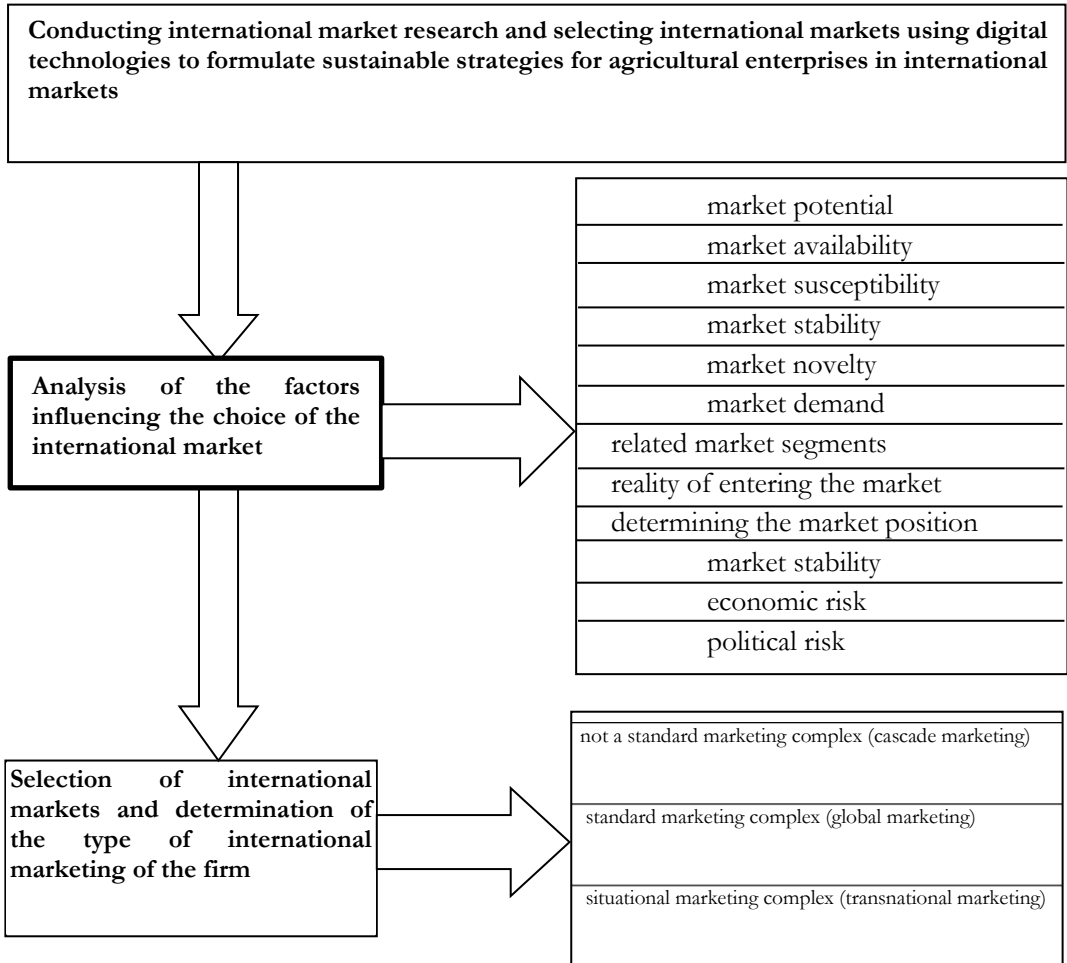 Conducting international market research and selecting international markets using digital
technologies to formulate sustainable strategies for agricultural enterprises in international
markets
market potential
market availability
market susceptibility
market stability
market novelty
market demand
related market segments
reality of entering the market
determining the market position
market stability
economic risk
political risk
Analysis of the factors
influencing the choice of the
international market
Selection of international
markets and determination of
the type of international
marketing of the firm
not a standard marketing complex (cascade marketing)
standard marketing complex (global marketing)
situational marketing complex (transnational marketing)